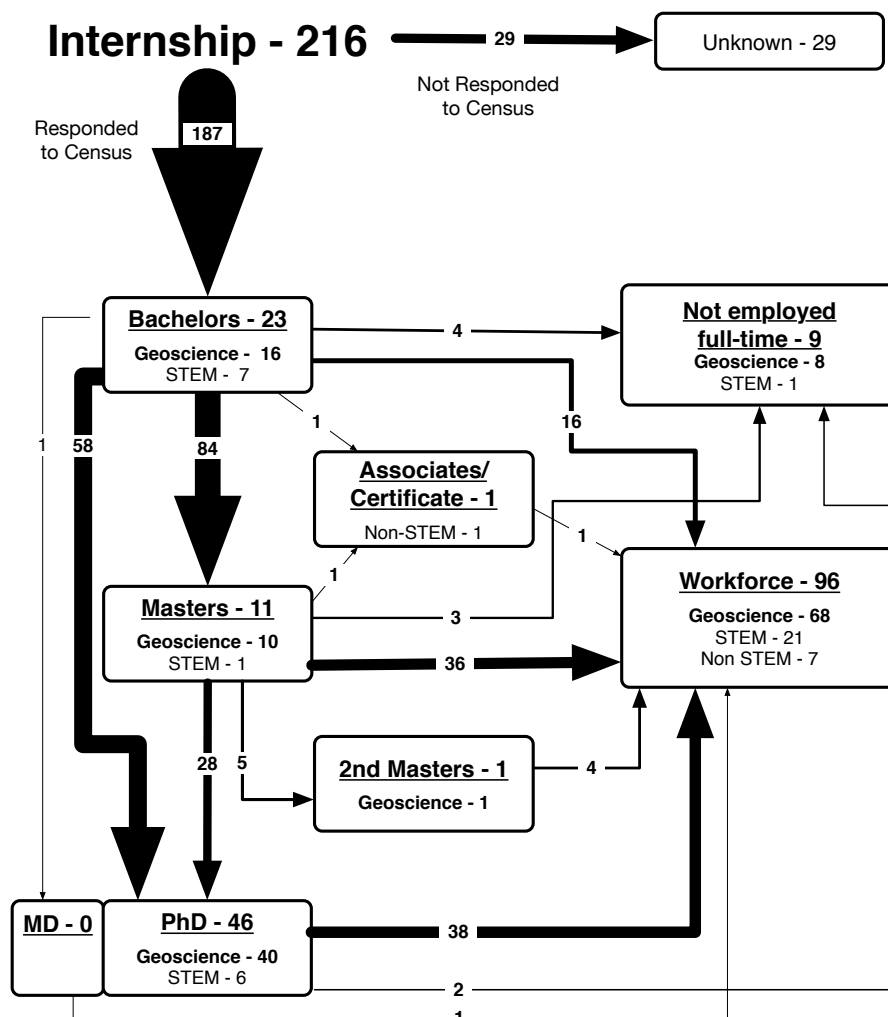 Internship - 216
29
Unknown - 29
Not Responded
to Census
Responded
to Census
187
Bachelors - 23
Geoscience - 16
STEM - 7
4
Not employed
full-time - 9
Geoscience - 8
STEM - 1
1
58
84
1
16
Associates/
Certificate - 1
Non-STEM - 1
1
1
Masters - 11
Geoscience - 10
STEM - 1
3
36
Workforce - 96
Geoscience - 68
STEM - 21
Non STEM - 7
28
5
2nd Masters - 1
Geoscience - 1
4
MD - 0
PhD - 46
Geoscience - 40
STEM - 6
38
2
1